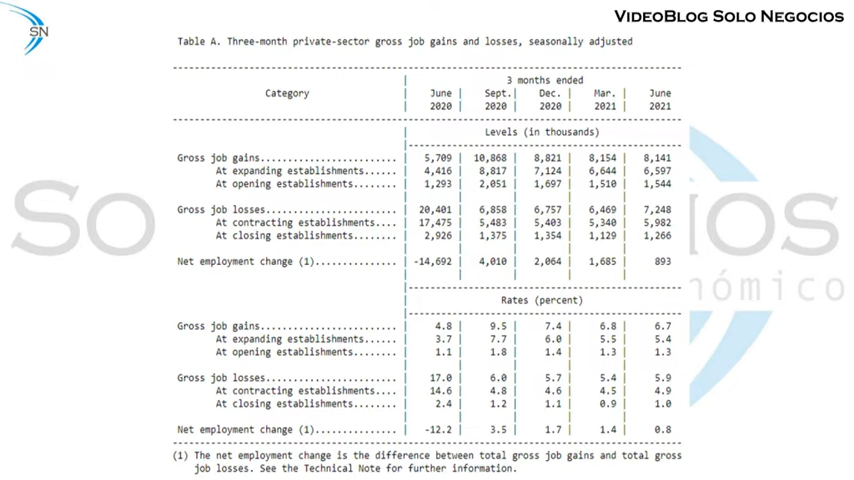 VIDEOBLOG SOLO NEGOCIOS
SN
Table A. Three-month private-sector gross job gains and losses, seasonally adjusted
3 months ended
Category June Sept. Dec. Mar. June
2020 2020 2020 2021 2021
Levels (in thousands)
Gross job gains......................... 5,709 10,868 8,821 8,154 8,141
At expanding establishments...... 4,416 8,817 7,124 6,644 6,597
At opening establishments........ 1,293 2,051 1,697 1,510 1,544
Gross job losses........................ 20,401 6,858 6,757 6,469 7,248
At contracting establishments.... 17,475 5,483 5,403 5,340 5,982
At closing establishments........ 2,926 1,375 1,354 1,129 1,266
Net employment change (1)............... -14,692 4,010 2,064 1,685 893
Rates (percent)
Gross job gains......................... 4.8 9.5 7.4 6.8 6.7
At expanding establishments...... 3.7 7.7 6.0 5.5 5.4
At opening establishments........ 1.1 1.8 1.4 1.3 1.3
Gross job losses........................ 17.0 6.0 5.7 5.4 5.9
At contracting establishments.... 14.6 4.8 4.6 4.5 4.9
At closing establishments........ 2.4 1.2 1.1 0.9 1.0
Net employment change (1)............... -12.2 3.5 1.7 1.4 0.8
(1) The net employment change is the difference between total gross job gains and total gross
job losses. See the Technical Note for further information.